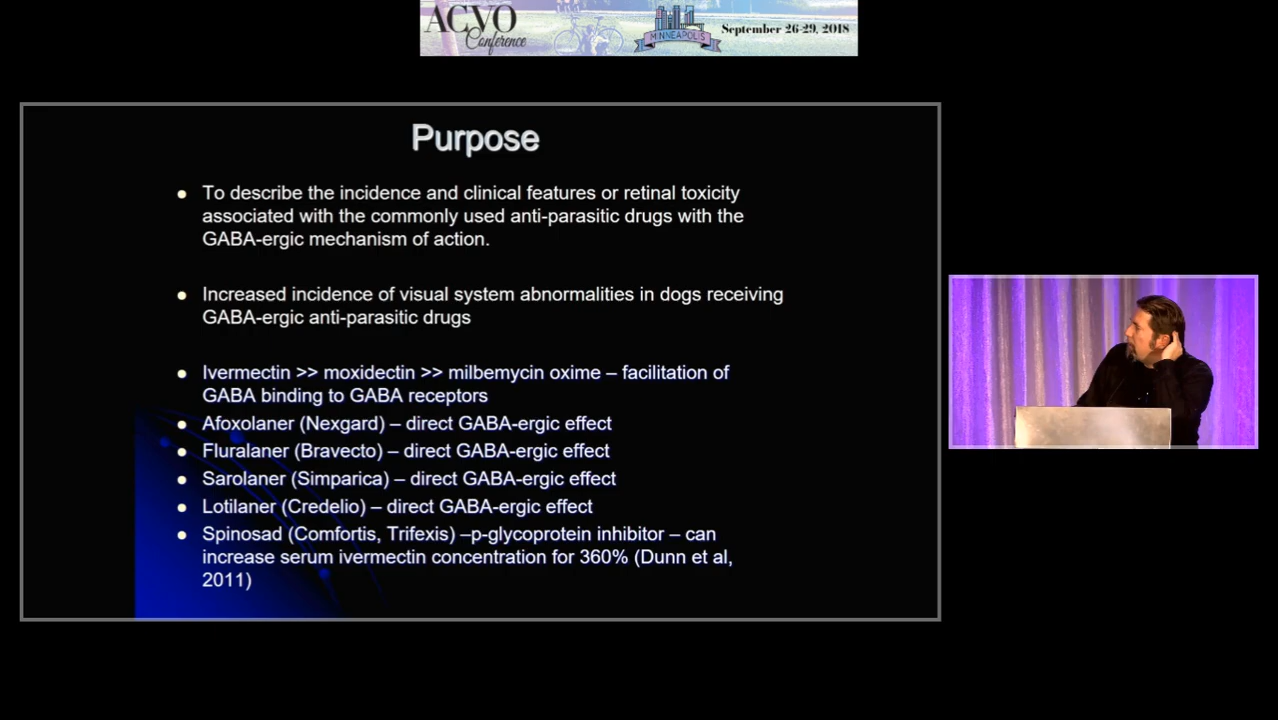 ACVO
Conference
MINNEAPOLIS
September 26-29, 2018
Purpose
● To describe the incidence and clinical features or retinal toxicity
associated with the commonly used anti-parasitic drugs with the
GABA-ergic mechanism of action.
● Increased incidence of visual system abnormalities in dogs receiving
GABA-ergic anti-parasitic drugs
● Ivermectin >> moxidectin >> milbemycin oxime – facilitation of
GABA binding to GABA receptors
● Afoxolaner (Nexgard) – direct GABA-ergic effect
● Fluralaner (Bravecto) – direct GABA-ergic effect
● Sarolaner (Simparica) – direct GABA-ergic effect
● Lotilaner (Credelio) – direct GABA-ergic effect
● Spinosad (Comfortis, Trifexis) –p-glycoprotein inhibitor – can
increase serum ivermectin concentration for 360% (Dunn et al,
2011)